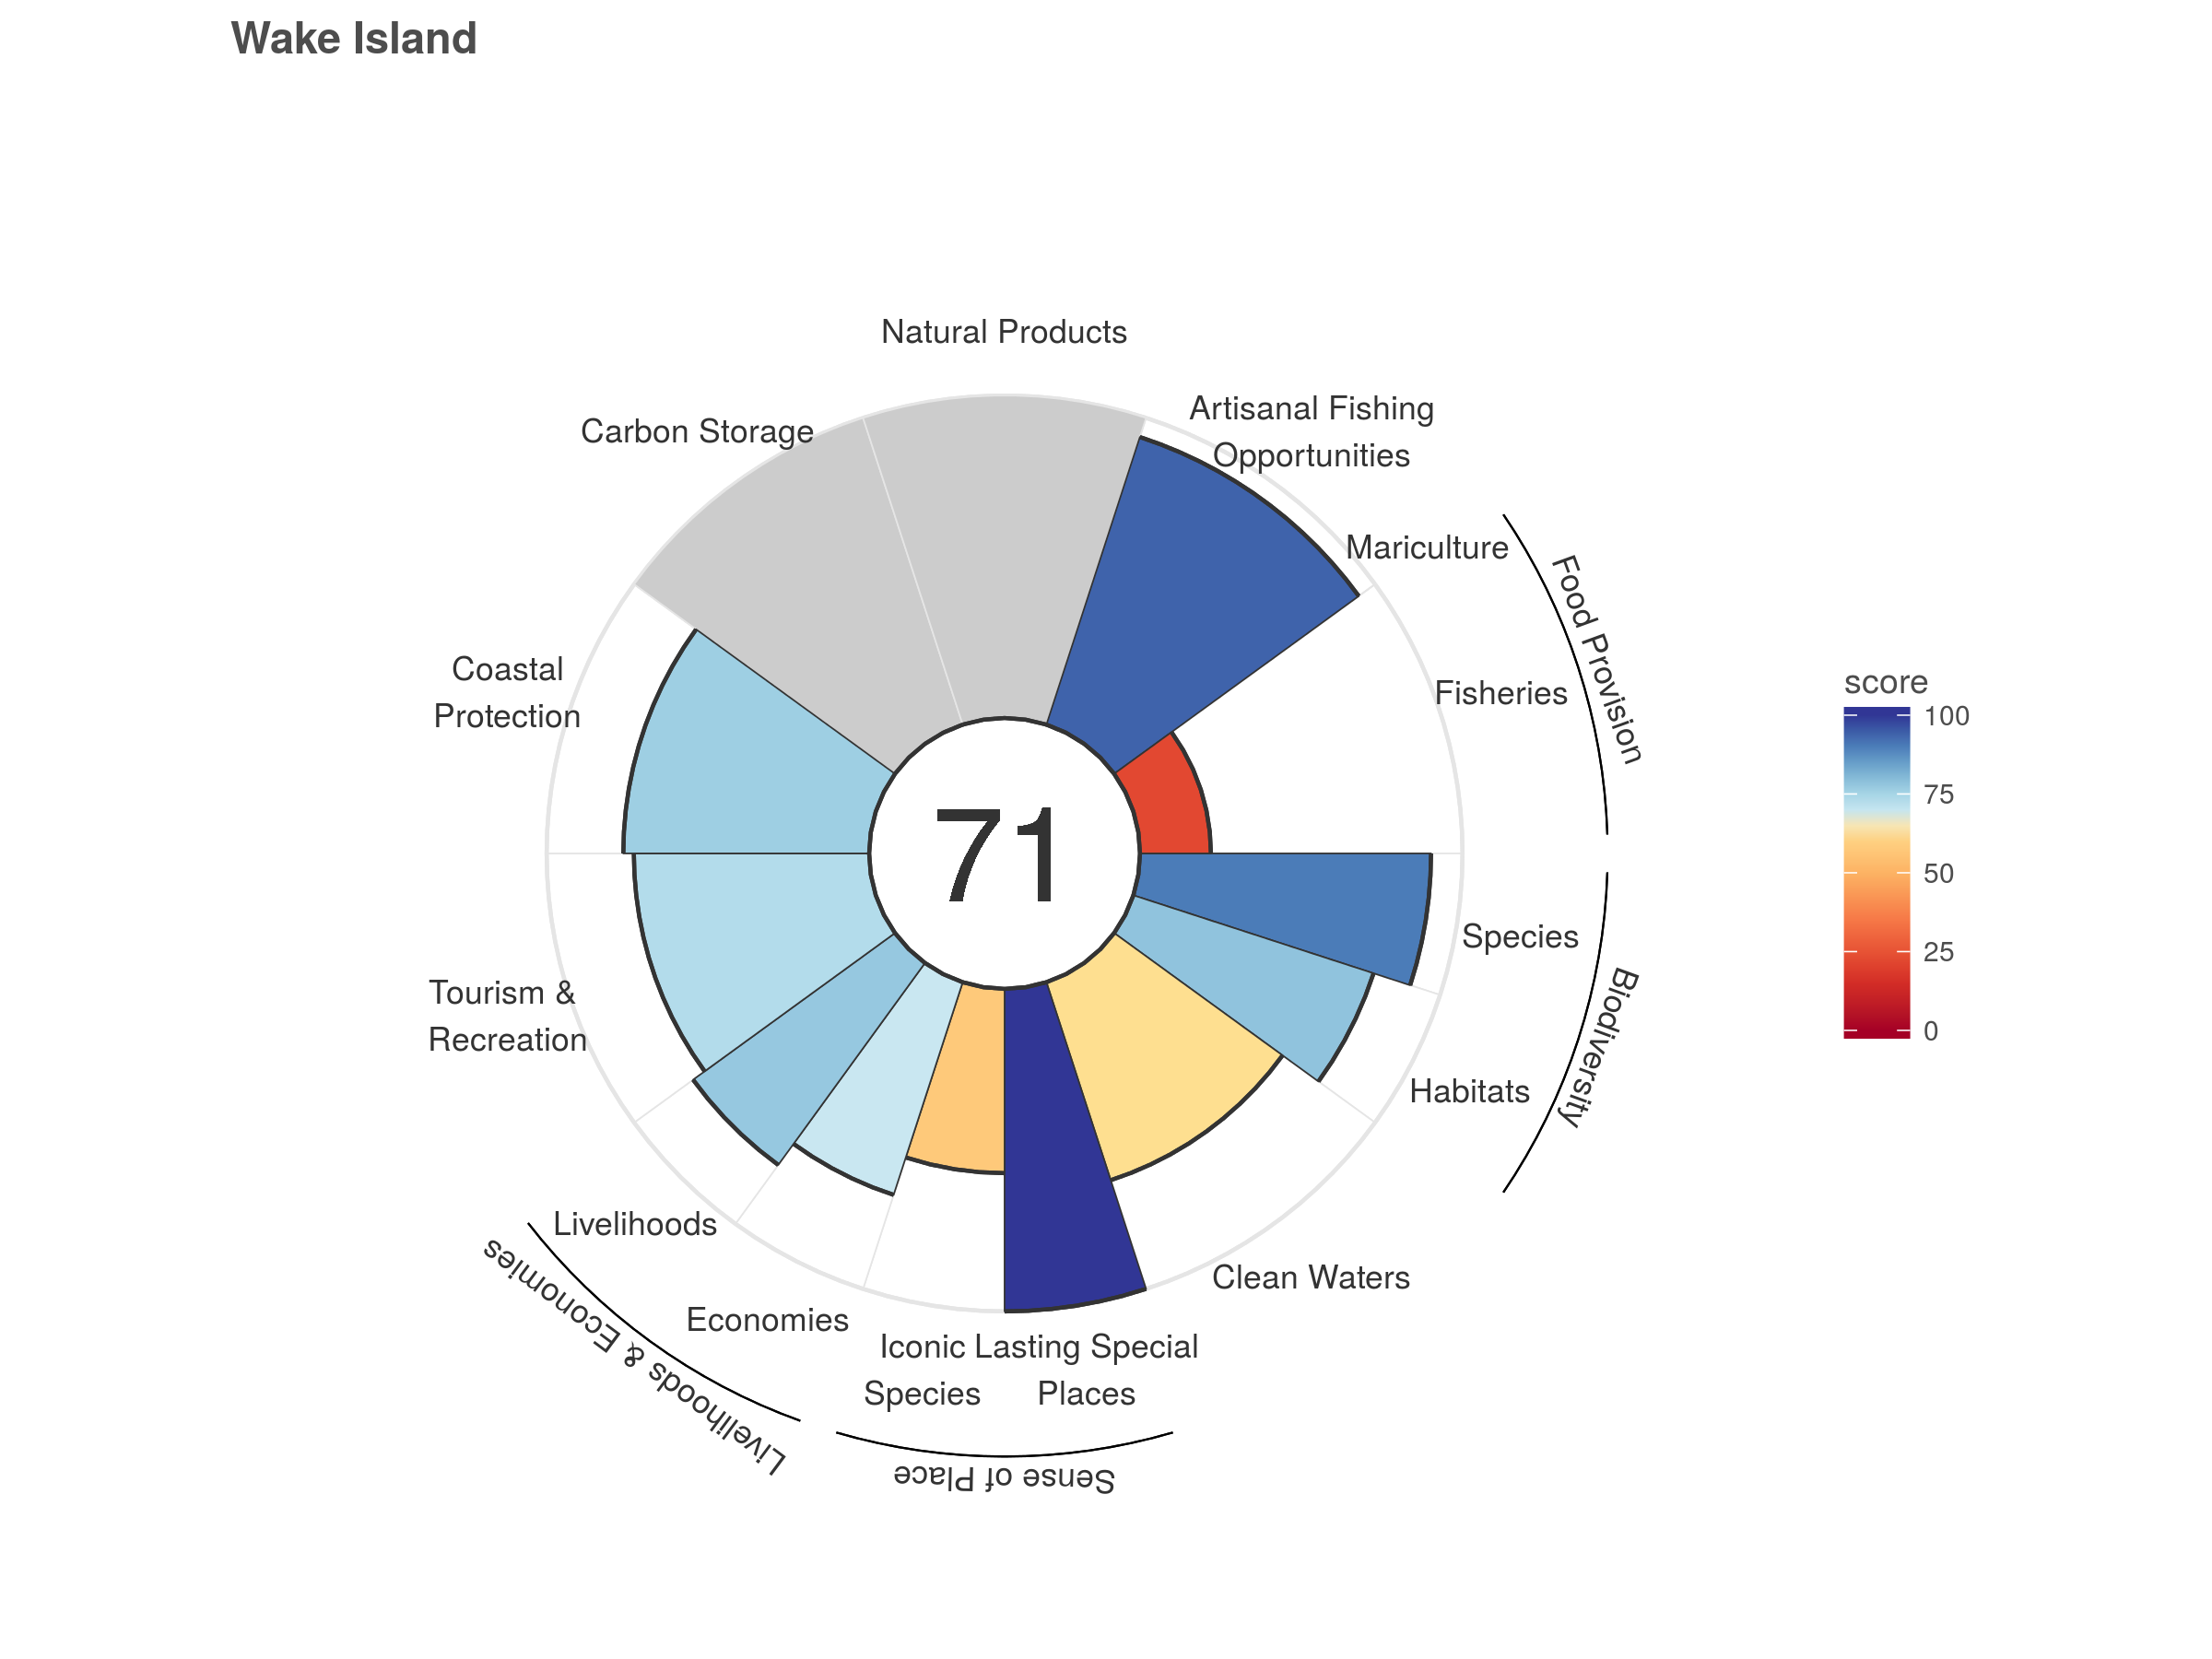 Wake Island
Natural Products
Artisanal Fishing
Opportunities
Carbon Storage
Mariculture
Food Provision
Fisheries
Coastal
Protection
71
score
100
75
50
25
0
Species
Biodiversity
Habitats
Tourism &
Recreation
Livelihoods
Livelihoods & Economies
Economies
Clean Waters
Iconic
Species
Lasting Special
Places
Sense of Place